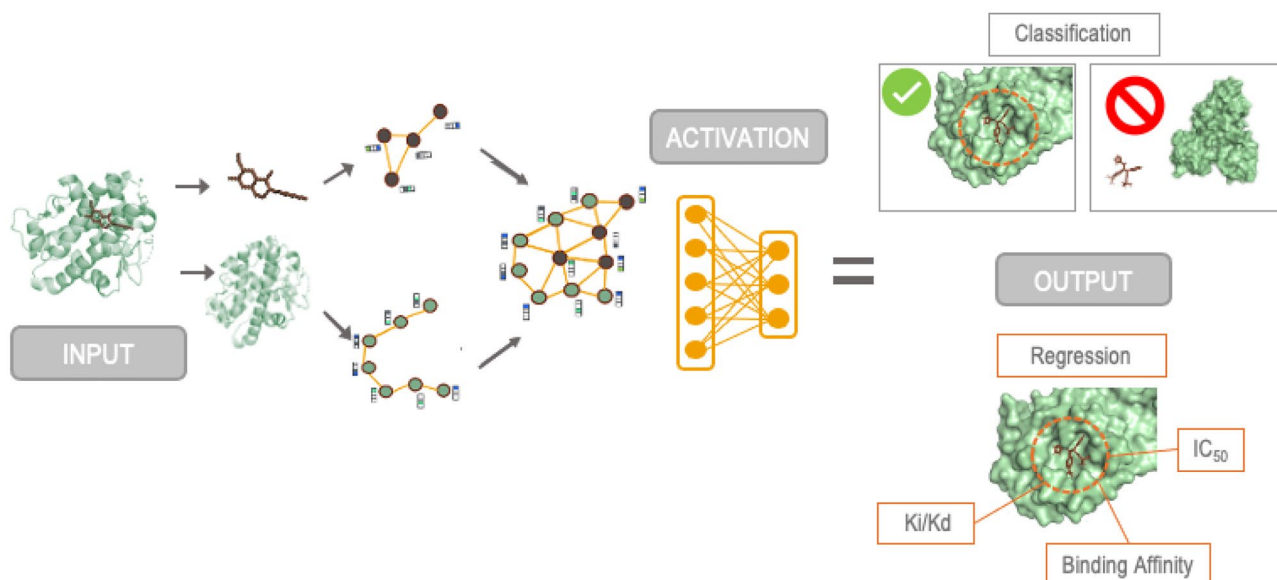 Classification
ACTIVATION
INPUT
OUTPUT
Regression
IC50
Ki/Kd
Binding Affinity